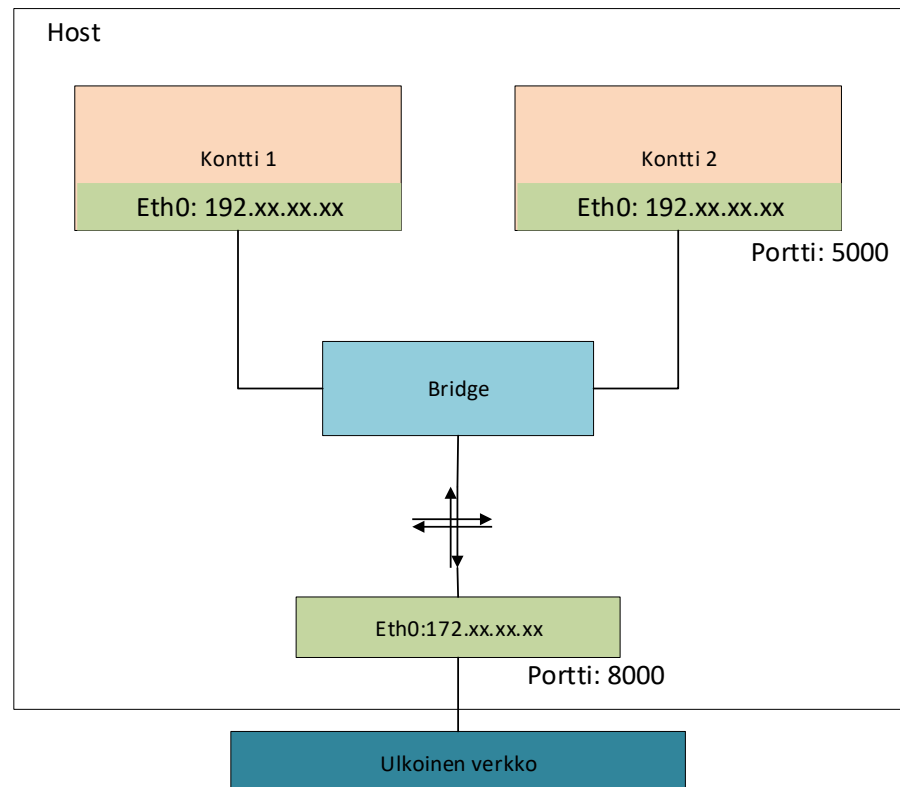 Host
Kontti 1
Kontti 2
Eth0: 192.xx.xx.xx
Eth0: 192.xx.xx.xx
Portti: 5000
Bridge
Eth0:172.xx.xx.xx
Portti: 8000
Ulkoinen verkko